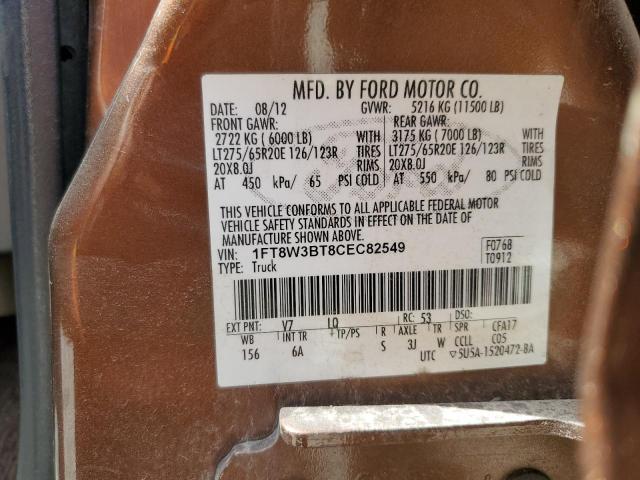 MFD. BY FORD MOTOR CO.
DATE: 08/12 GVWR: 5216 KG (11500 LB)
FRONT GAWR: REAR GAWR:
2722 KG (6000 LB) WITH 3175 KG (7000 LB) WITH
LT275/65R20E 126/123R TIRES LT275/65R20E 126/123R TIRES
20X8.0J RIMS 20X8.0J RIMS
AT 450 kPa/ 65 PSI COLD AT 550 kPa/ 80 PSI COLD
THIS VEHICLE CONFORMS TO ALL APPLICABLE FEDERAL MOTOR
VEHICLE SAFETY STANDARDS IN EFFECT ON THE DATE OF
MANUFACTURE SHOWN ABOVE.
VIN: 1FT8W3BT8CEC82549 F0768
TYPE: Truck T0912
EXT PNT: V7 LQ RC: 53 CFA17
WB INT TR TP/PS R AXLE TR SPR
156 6A S 3J W CCLL C05
UTC ▽5U5A-1520472-BA